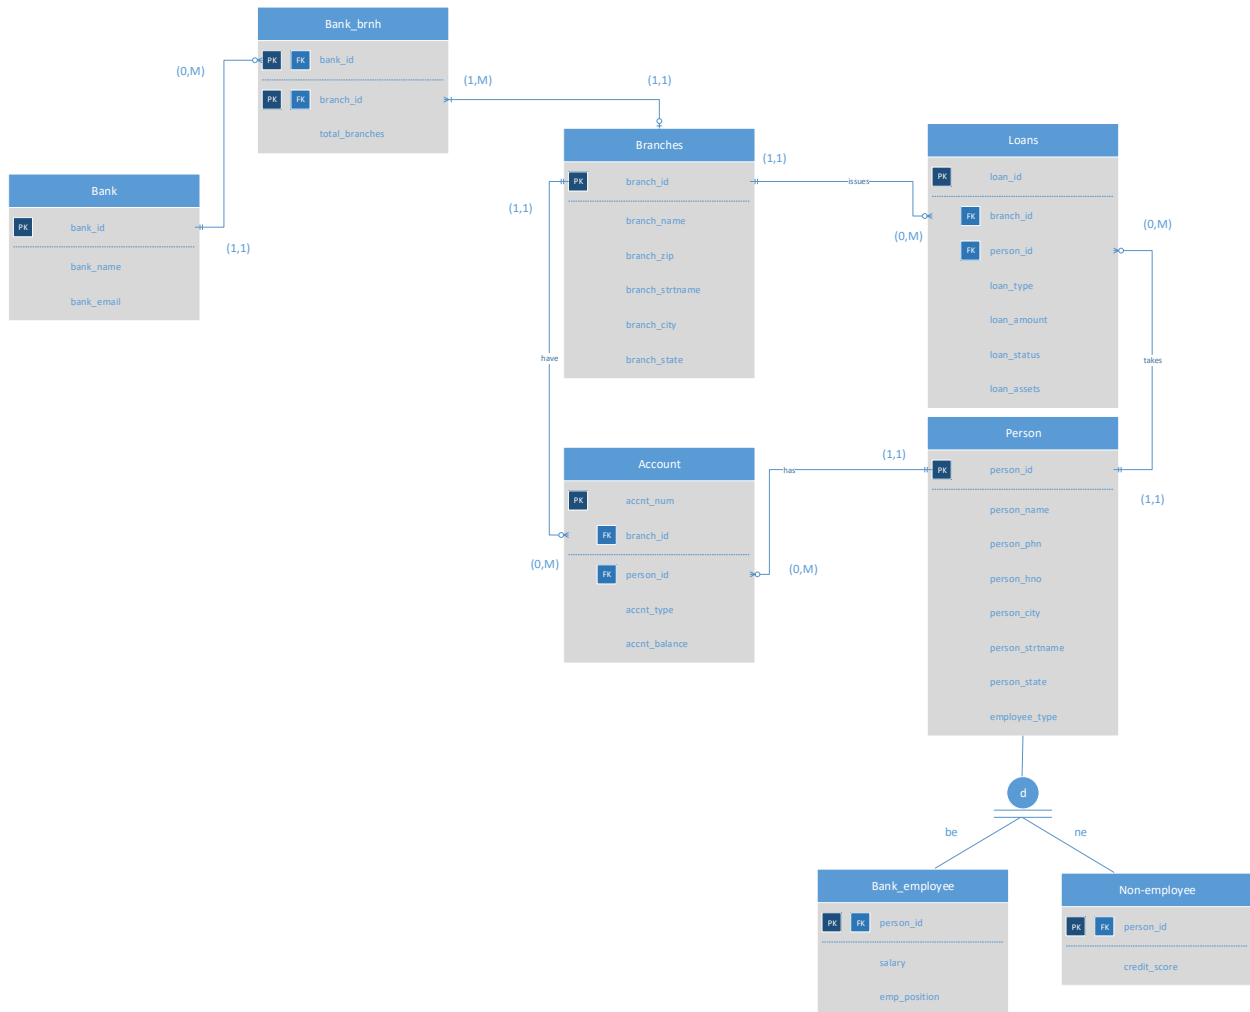 Bank_brnh
PK FK bank_id
PK FK branch_id
total_branches
(0,M)
(1,M)
(1,1)
Bank
PK bank_id
bank_name
bank_email
(1,1)
Branches
PK branch_id
branch_name
branch_zip
branch_strtname
branch_city
branch_state
(1,1)
(1,1)
issues
(0,M)
have
Loans
PK loan_id
FK branch_id
FK person_id
loan_type
loan_amount
loan_status
loan_assets
(0,M)
takes
(1,1)
Account
PK accnt_num
FK branch_id
FK person_id
accnt_type
accnt_balance
(0,M)
(0,M)
has
(1,1)
Person
PK person_id
person_name
person_phn
person_hno
person_city
person_strtname
person_state
employee_type
d
be
ne
Bank_employee
PK FK person_id
salary
emp_position
Non-employee
PK FK person_id
credit_score